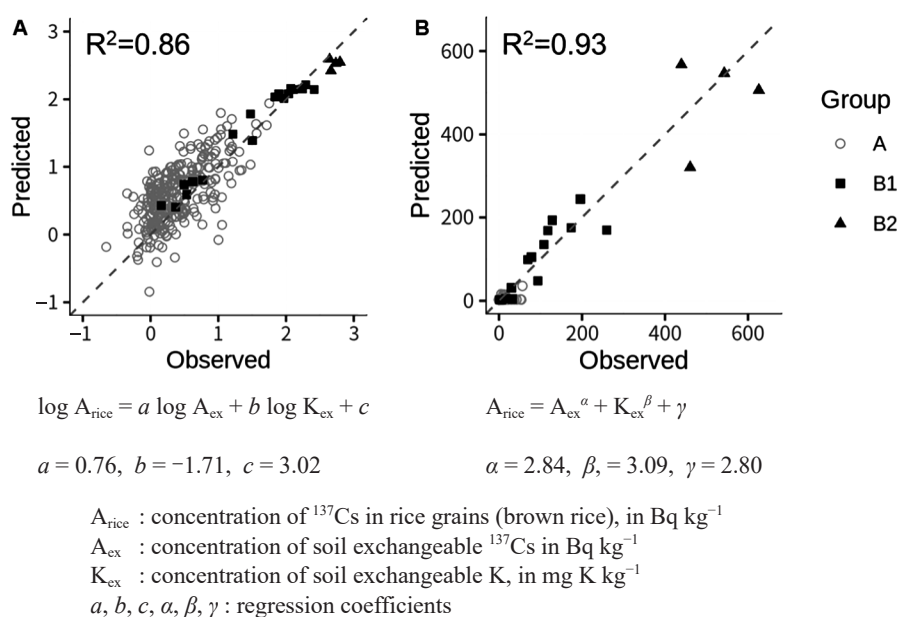 A
R²=0.86
3
2
1
0
−1
Predicted
−1 0 1 2 3
Observed
B
R²=0.93
600
400
200
0
Predicted
0 200 400 600
Observed
Group
A
B1
B2
log A_rice = a log A_ex + b log K_ex + c
a = 0.76, b = −1.71, c = 3.02
A_rice = A_ex^α + K_ex^β + γ
α = 2.84, β, = 3.09, γ = 2.80
A_rice : concentration of ¹³⁷Cs in rice grains (brown rice), in Bq kg⁻¹
A_ex : concentration of soil exchangeable ¹³⁷Cs in Bq kg⁻¹
K_ex : concentration of soil exchangeable K, in mg K kg⁻¹
a, b, c, α, β, γ : regression coefficients